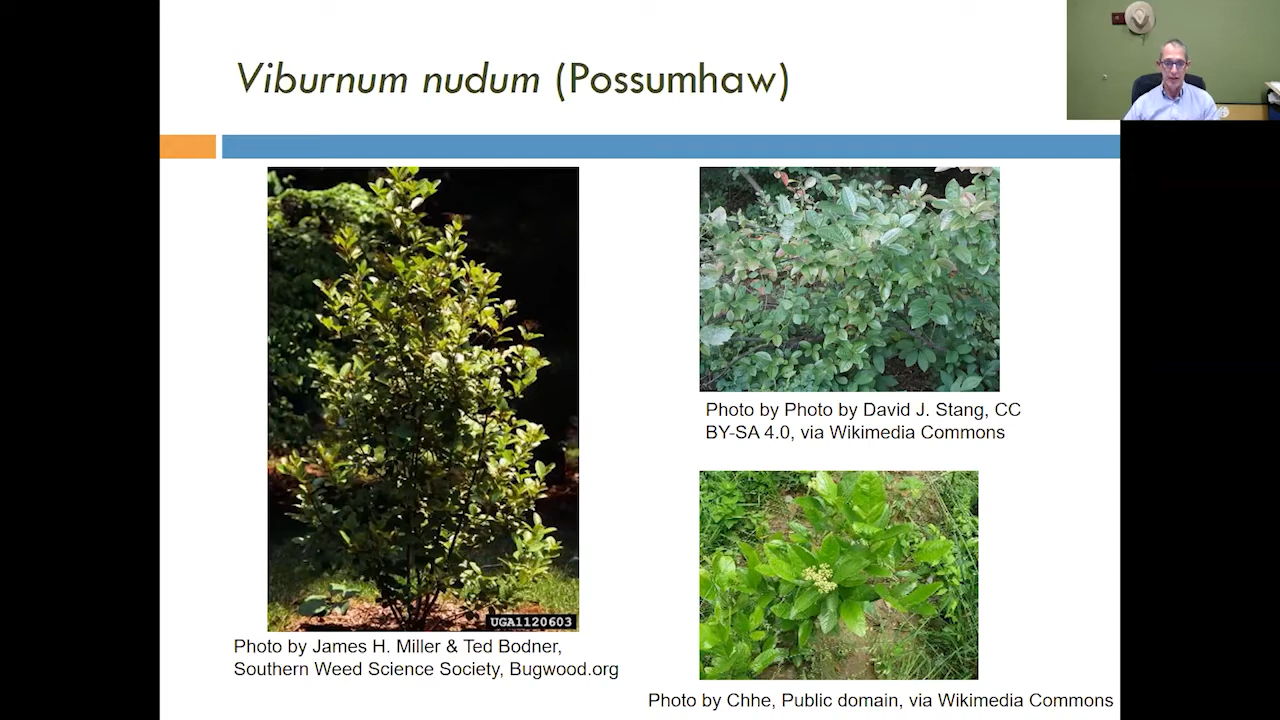 Viburnum nudum (Possumhaw)
UGA1120603
Photo by James H. Miller & Ted Bodner,
Southern Weed Science Society, Bugwood.org
Photo by Photo by David J. Stang, CC
BY-SA 4.0, via Wikimedia Commons
Photo by Chhe, Public domain, via Wikimedia Commons